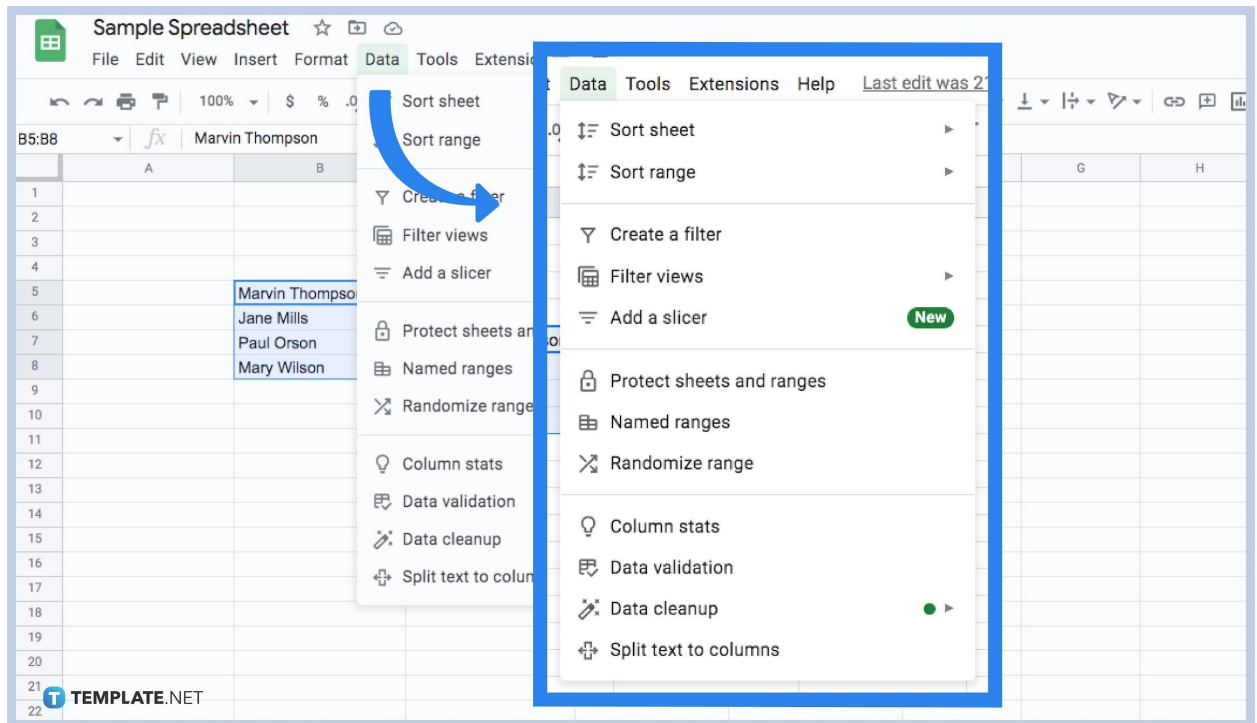 Sample Spreadsheet
File Edit View Insert Format Data Tools Extensio
100% $ % .0
B5:B8 fx Marvin Thompson
A B G H
1
2
3
4
5 Marvin Thompso
6 Jane Mills
7 Paul Orson
8 Mary Wilson
9
10
11
12
13
14
15
16
17
18
19
20
21
22
Sort sheet
Sort range
Filter views
Add a slicer
Protect sheets an
Named ranges
Randomize range
Column stats
Data validation
Data cleanup
Split text to colum
t Data Tools Extensions Help Last edit was 21
.0
Sort sheet
Sort range
Create a filter
Filter views
Add a slicer New
Protect sheets and ranges
Named ranges
Randomize range
Column stats
Data validation
Data cleanup
Split text to columns
T TEMPLATE.NET